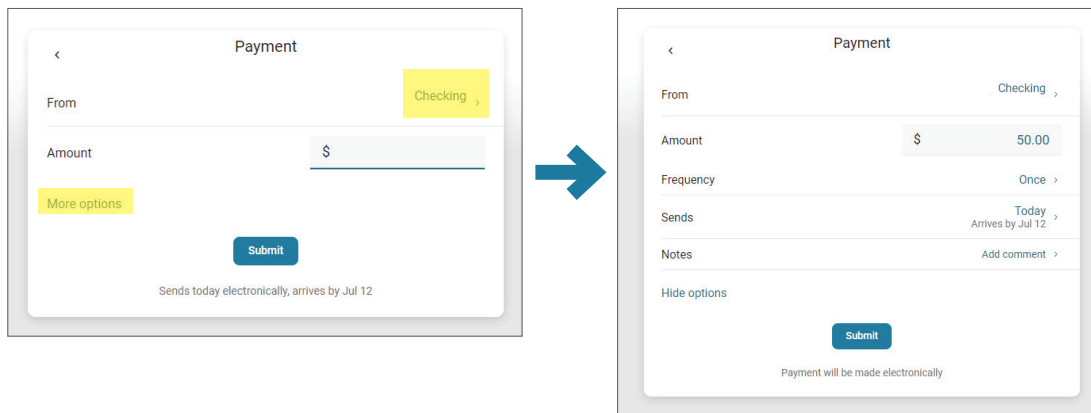 ‹ Payment
From Checking ›
Amount $
More options
Submit
Sends today electronically, arrives by Jul 12
‹ Payment
From Checking ›
Amount $ 50.00
Frequency Once ›
Sends Today ›
Arrives by Jul 12
Notes Add comment ›
Hide options
Submit
Payment will be made electronically